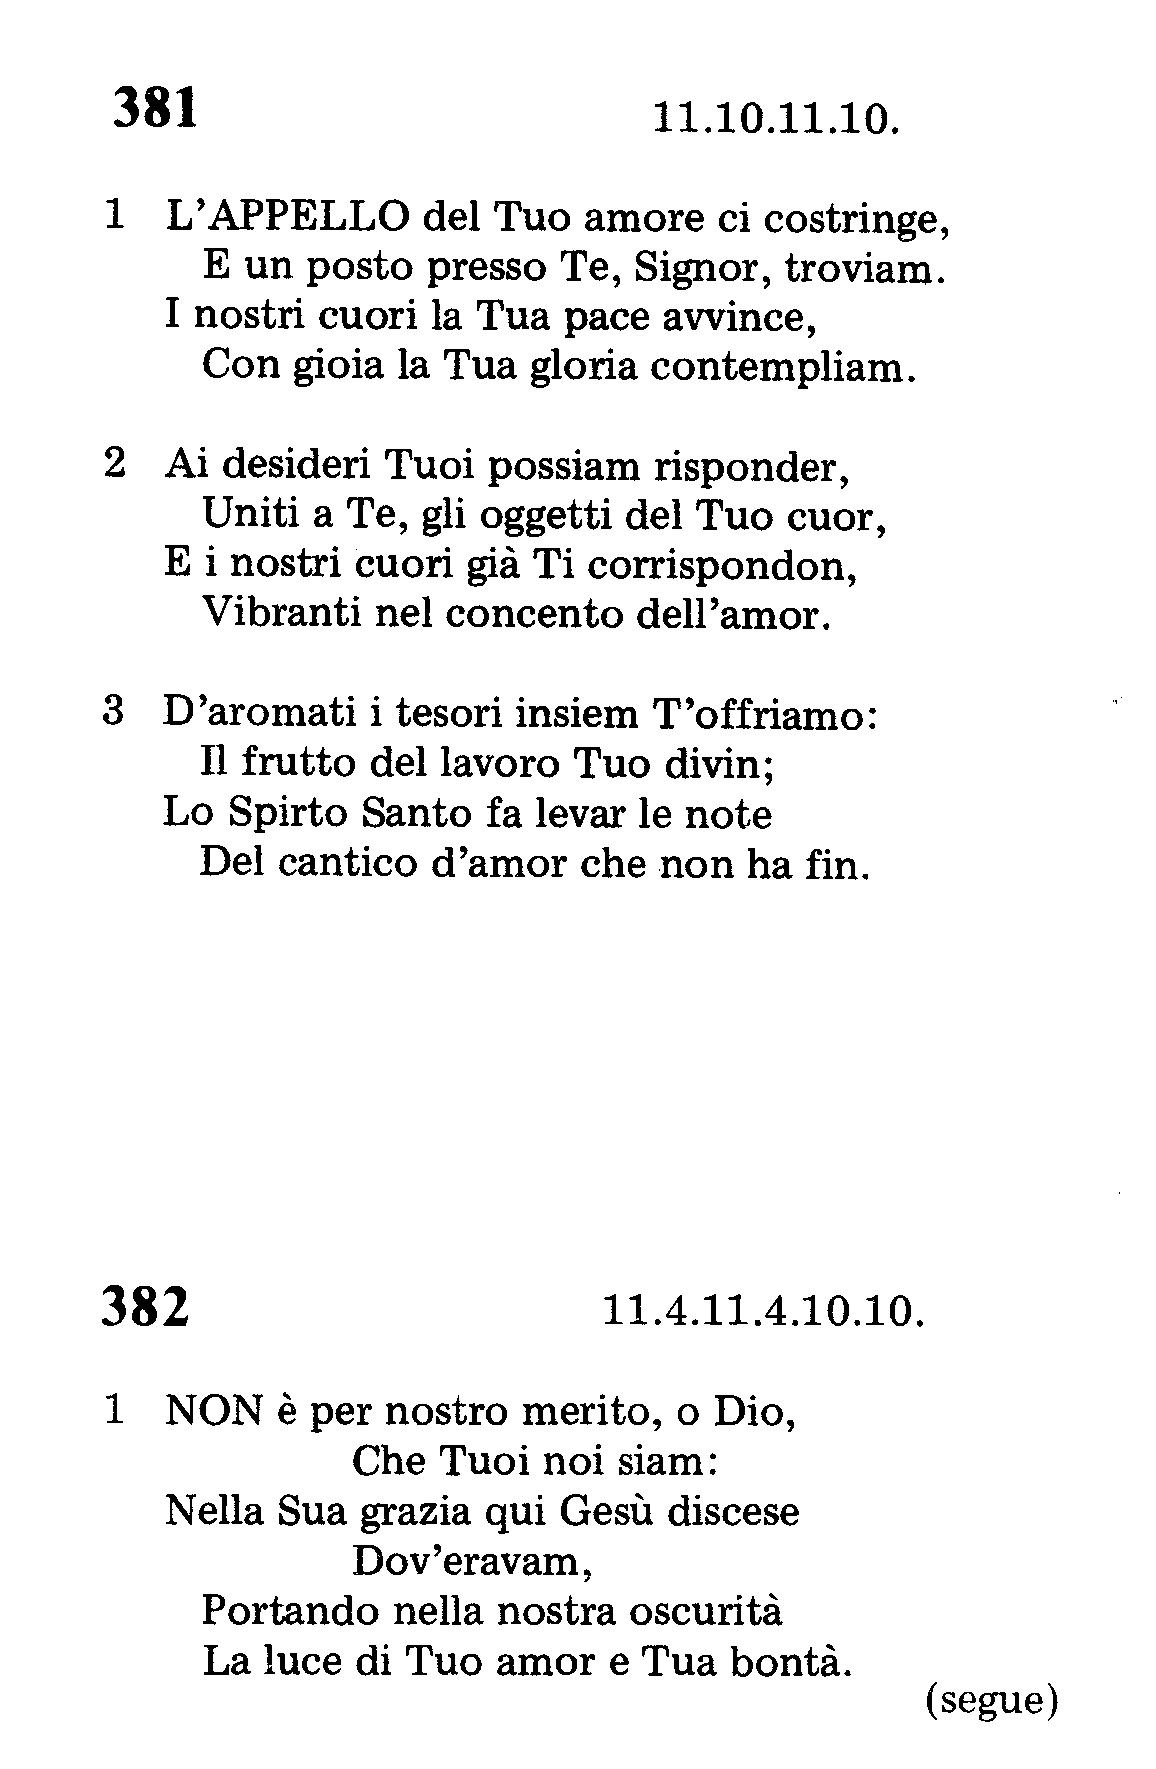 381 11.10.11.10.
1 L'APPELLO del Tuo amore ci costringe,
E un posto presso Te, Signor, troviam.
I nostri cuori la Tua pace avvince,
Con gioia la Tua gloria contempliam.
2 Ai desideri Tuoi possiam risponder,
Uniti a Te, gli oggetti del Tuo cuor,
E i nostri cuori già Ti corrispondon,
Vibranti nel concento dell'amor.
3 D'aromati i tesori insiem T'offriamo:
Il frutto del lavoro Tuo divin;
Lo Spirto Santo fa levar le note
Del cantico d'amor che non ha fin.
382 11.4.11.4.10.10.
1 NON è per nostro merito, o Dio,
Che Tuoi noi siam:
Nella Sua grazia qui Gesù discese
Dov'eravam,
Portando nella nostra oscurità
La luce di Tuo amor e Tua bontà.
(segue)